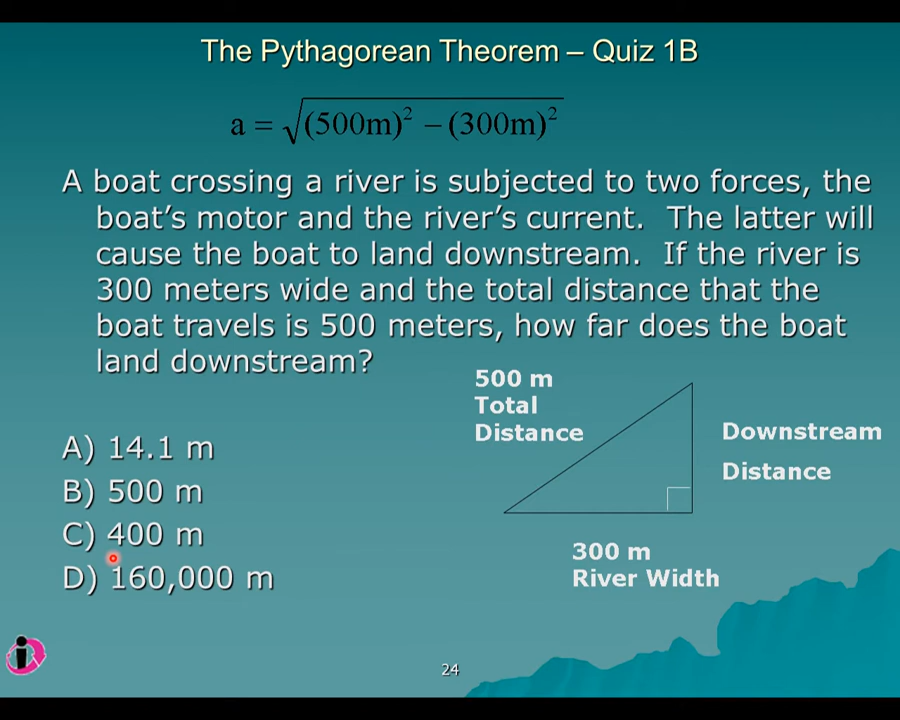 The Pythagorean Theorem – Quiz 1B
a = √(500m)² – (300m)²
A boat crossing a river is subjected to two forces, the
boat’s motor and the river’s current. The latter will
cause the boat to land downstream. If the river is
300 meters wide and the total distance that the
boat travels is 500 meters, how far does the boat
land downstream?
500 m
Total
Distance
Downstream
Distance
300 m
River Width
A) 14.1 m
B) 500 m
C) 400 m
D) 160,000 m
i
24